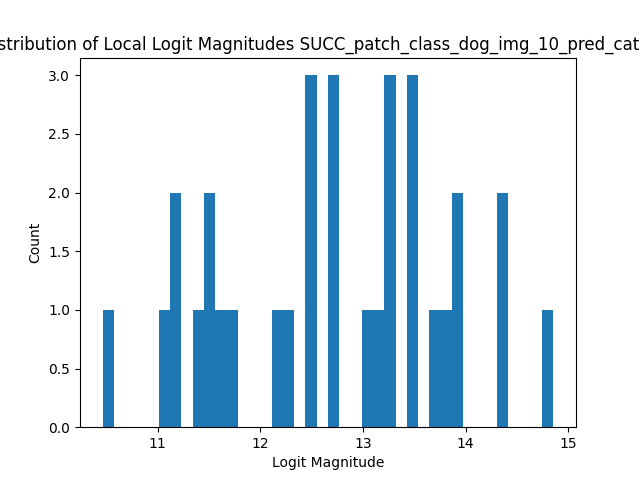 stribution of Local Logit Magnitudes SUCC_patch_class_dog_img_10_pred_cat
3.0
2.5
2.0
1.5
1.0
0.5
0.0
Count
11 12 13 14 15
Logit Magnitude